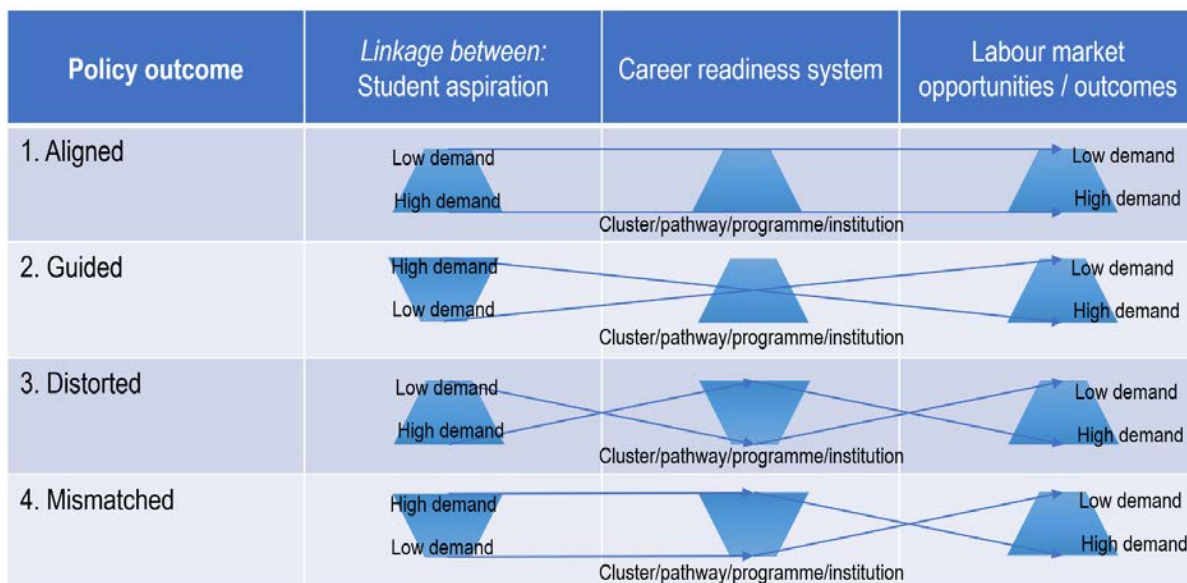 Policy outcome
Linkage between:
Student aspiration
Career readiness system
Labour market
opportunities / outcomes
1. Aligned
Low demand
High demand
Cluster/pathway/programme/institution
Low demand
High demand
2. Guided
High demand
Low demand
Cluster/pathway/programme/institution
Low demand
High demand
3. Distorted
Low demand
High demand
Cluster/pathway/programme/institution
Low demand
High demand
4. Mismatched
High demand
Low demand
Cluster/pathway/programme/institution
Low demand
High demand